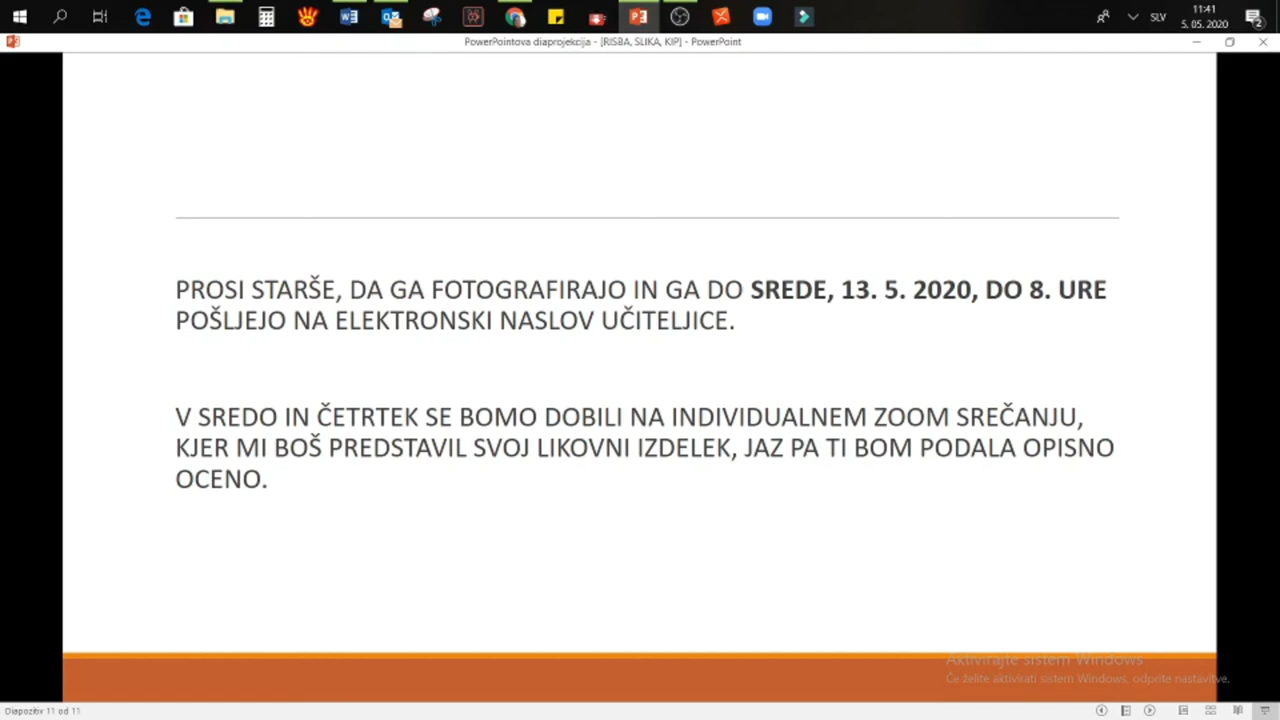 11:41
SLV
5. 05. 2020
2
PowerPointova diaprojekcija - [RISBA, SLIKA, KIP] - PowerPoint
PROSI STARŠE, DA GA FOTOGRAFIRAJO IN GA DO SREDE, 13. 5. 2020, DO 8. URE
POŠLJEJO NA ELEKTRONSKI NASLOV UČITELJICE.
V SREDO IN ČETRTEK SE BOMO DOBILI NA INDIVIDUALNEM ZOOM SREČANJU,
KJER MI BOŠ PREDSTAVIL SVOJ LIKOVNI IZDELEK, JAZ PA TI BOM PODALA OPISNO
OCENO.
Aktivirajte sistem Windows
Če želite aktivirati sistem Windows, odprite nastavitve.
Diapozitiv 11 od 11